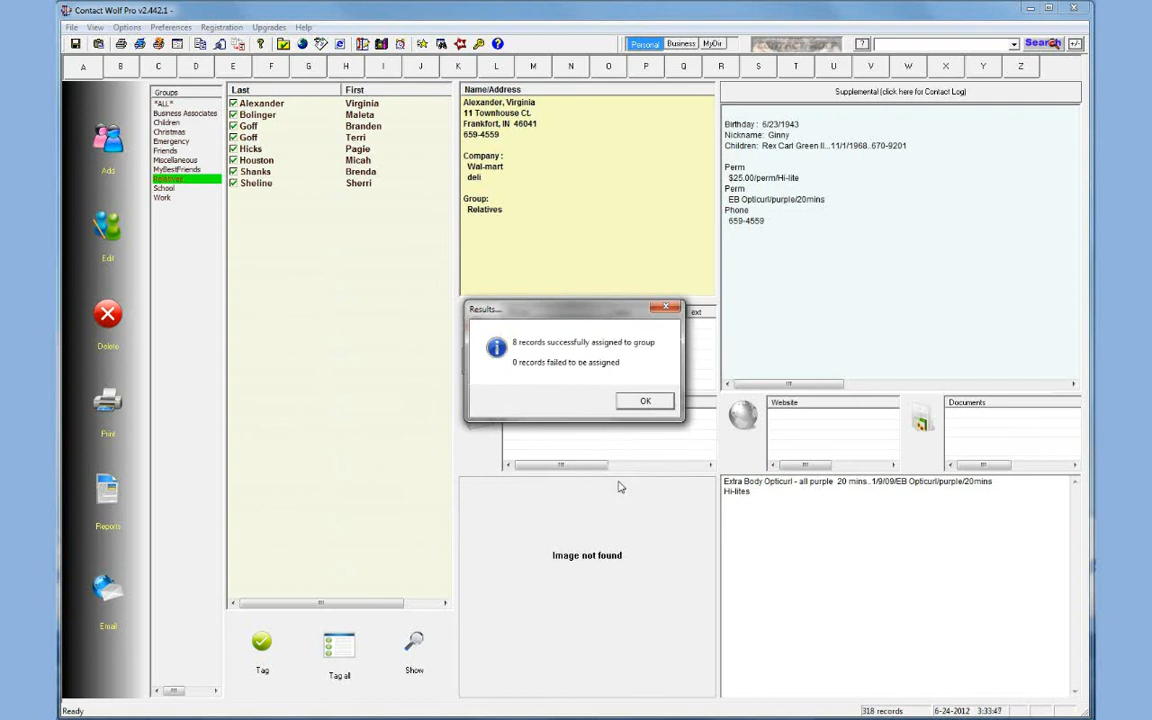 Contact Wolf Pro v2.442.1 -
File View Options Preferences Registration Upgrades Help
Personal Business MyDir ? Search +/-
A B C D E F G H I J K L M N O P Q R S T U V W X Y Z
Groups
*ALL*
Business Associates
Children
Christmas
Emergency
Friends
Miscellaneous
MyBestFriends
Relatives
School
Work
Add
Edit
Delete
Print
Reports
Email
Last First
Alexander Virginia
Bolinger Maleta
Goff Branden
Goff Terri
Hicks Pagie
Houston Micah
Shanks Brenda
Sheline Sherri
Tag Tag all Show
Name/Address
Alexander, Virginia
11 Townhouse Ct.
Frankfort, IN 46041
659-4559
Company :
Wal-mart
deli
Group:
Relatives
Supplemental (click here for Contact Log)
Birthday : 6/23/1943
Nickname: Ginny
Children: Rex Carl Green II...11/1/1968..670-9201
Perm
$25.00/perm/Hi-lite
Perm
EB Opticurl/purple/20mins
Phone
659-4559
ext
Results...
8 records successfully assigned to group
0 records failed to be assigned
OK
Website
Documents
Image not found
Extra Body Opticurl - all purple 20 mins..1/9/09/EB Opticurl/purple/20mins
Hi-lites
Ready 318 records 6-24-2012 3:33:47